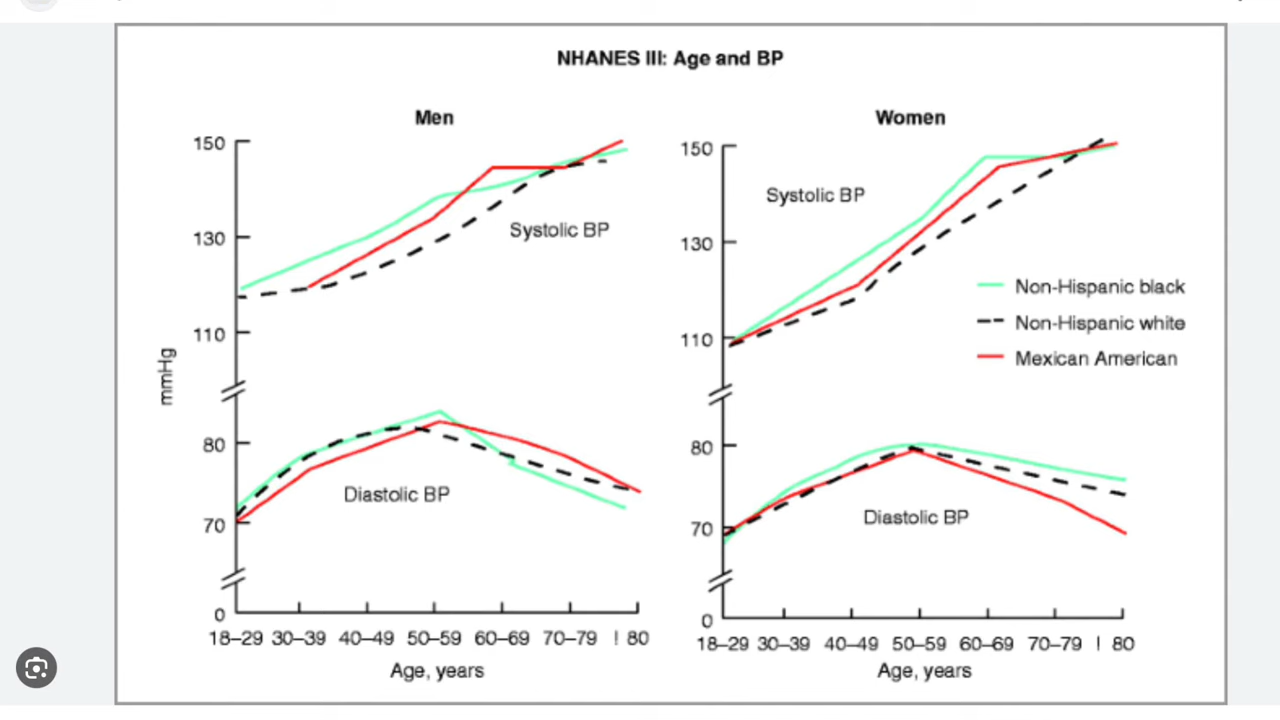 NHANES III: Age and BP
Men
150
130
110
mmHg
80
70
0
Systolic BP
Diastolic BP
18–29 30–39 40–49 50–59 60–69 70–79 ! 80
Age, years
Women
150
130
110
80
70
0
Systolic BP
Non-Hispanic black
Non-Hispanic white
Mexican American
Diastolic BP
18–29 30–39 40–49 50–59 60–69 70–79 ! 80
Age, years